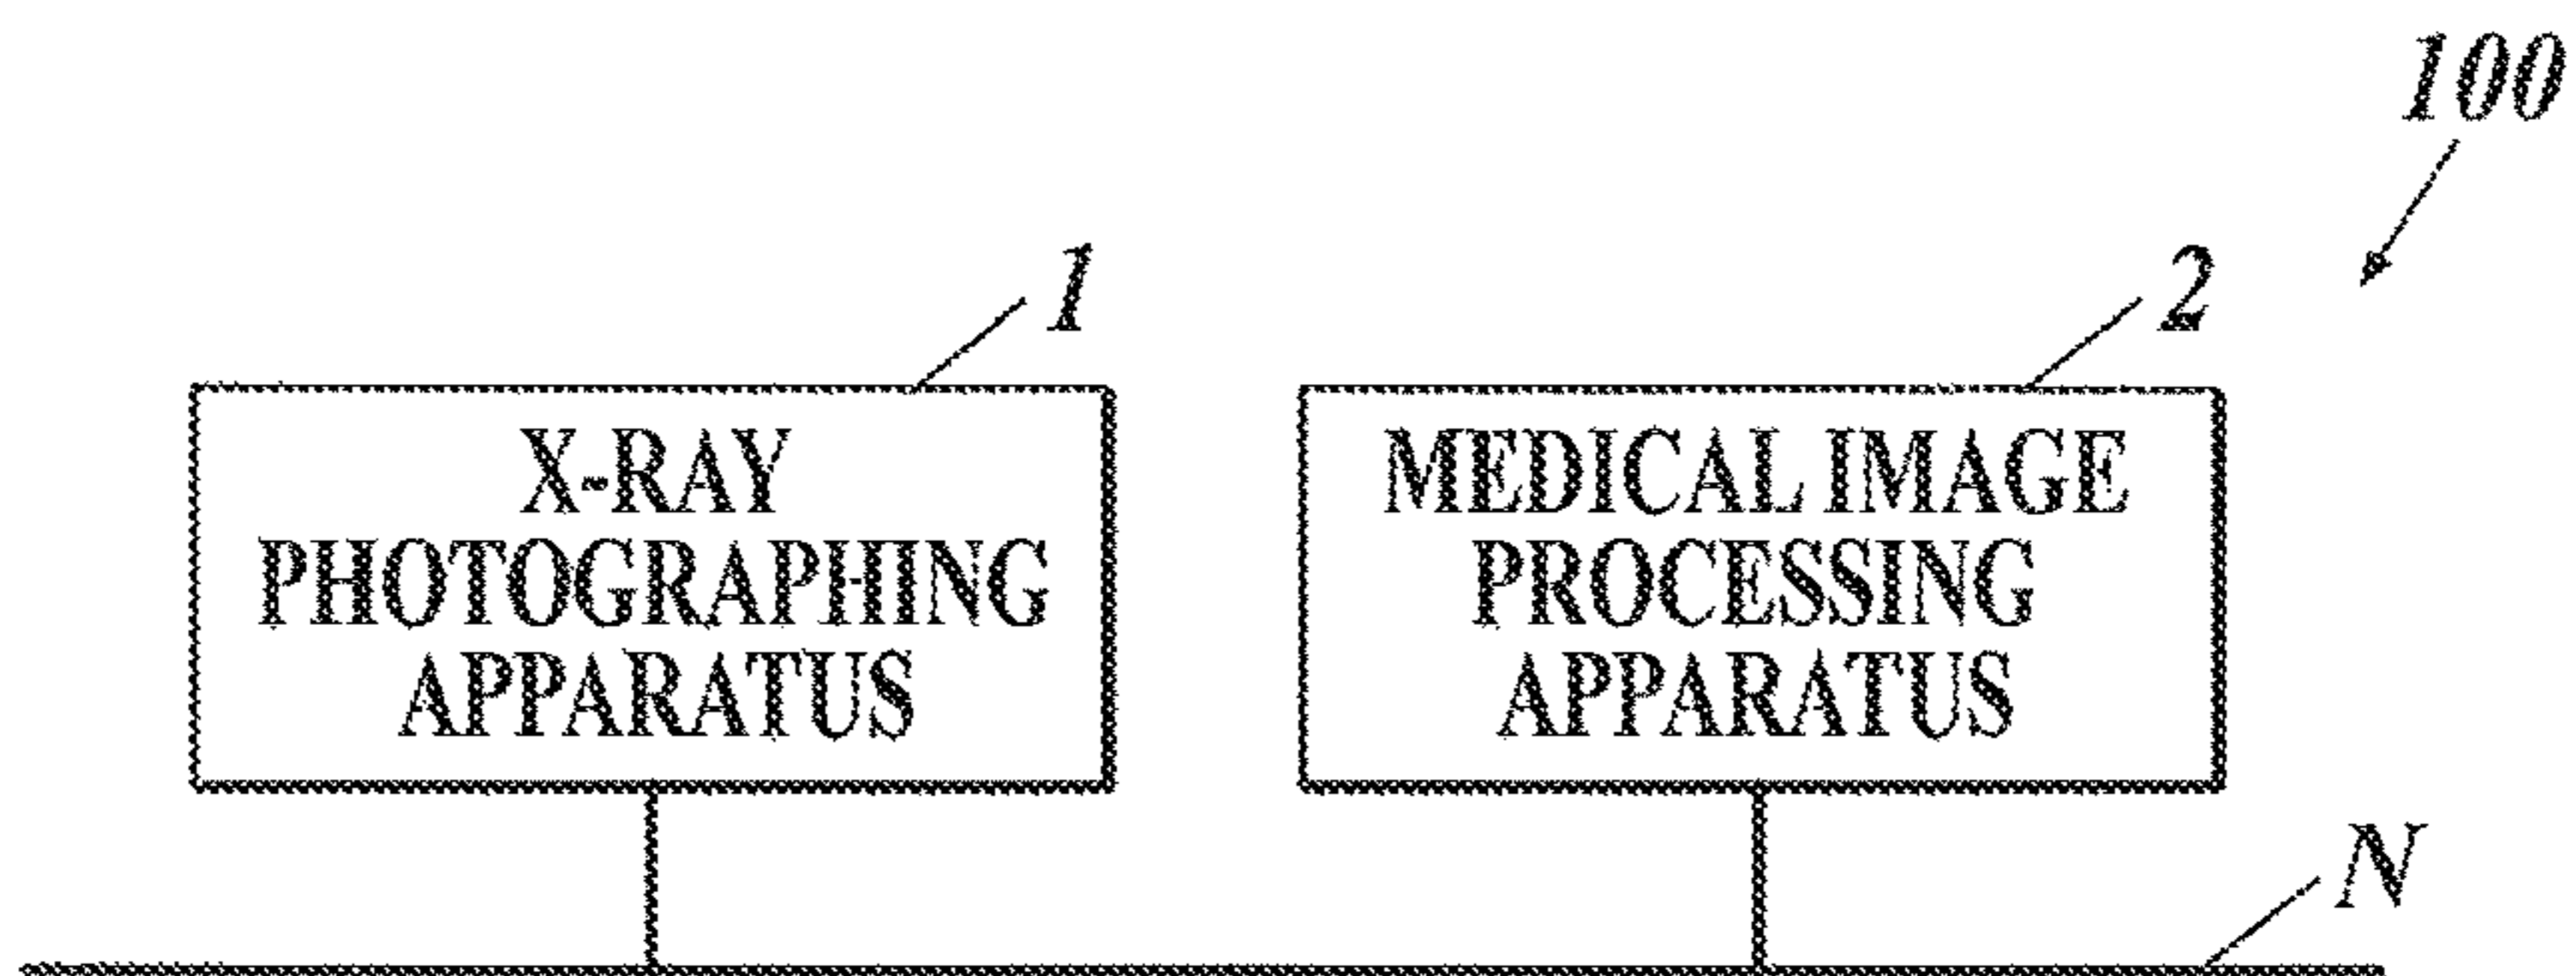 100
1
2
X-RAY
PHOTOGRAPHING
APPARATUS
MEDICAL IMAGE
PROCESSING
APPARATUS
N